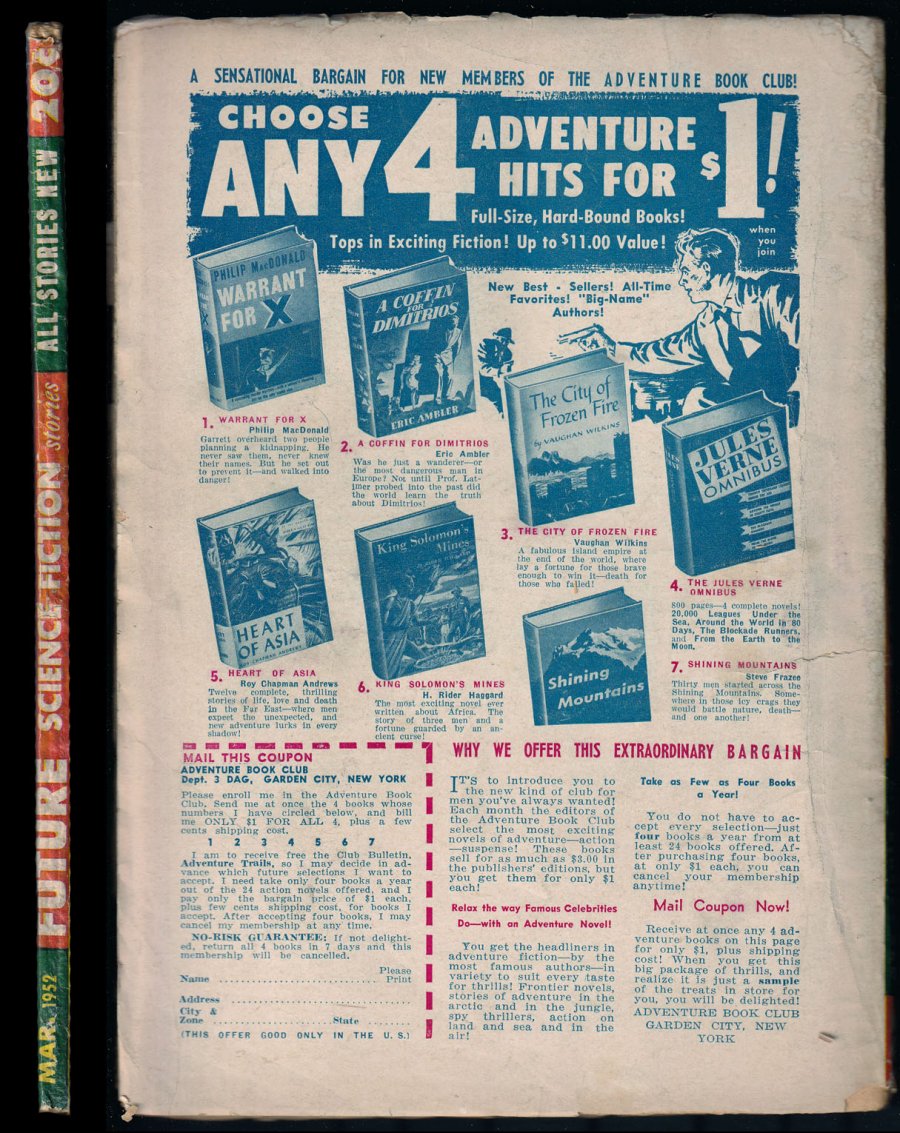 20¢
ALL STORIES NEW
FUTURE SCIENCE FICTION Stories
MAR. 1952
A SENSATIONAL BARGAIN FOR NEW MEMBERS OF THE ADVENTURE BOOK CLUB!
CHOOSE
ANY 4
ADVENTURE
HITS FOR
$1!
when
you
join
Full-Size, Hard-Bound Books!
Tops in Exciting Fiction! Up to $11.00 Value!
New Best - Sellers! All-Time
Favorites! "Big-Name"
Authors!
PHILIP MACDONALD
WARRANT
FOR X
A COFFIN
FOR
DIMITRIOS
ERIC AMBLER
The City of
Frozen Fire
by VAUGHAN WILKINS
JULES
VERNE
OMNIBUS
1. WARRANT FOR X
Philip MacDonald
Garrett overheard two people
planning a kidnapping. He
never saw them, never knew
their names. But he set out
to prevent it—and walked into
danger!
2. A COFFIN FOR DIMITRIOS
Eric Ambler
Was he just a wanderer—or
the most dangerous man in
Europe? Not until Prof. Lat-
imer probed into the past did
the world learn the truth
about Dimitrios!
3. THE CITY OF FROZEN FIRE
Vaughan Wilkins
A fabulous island empire at
the end of the world, where
lay a fortune for those brave
enough to win it—death for
those who failed!
4. THE JULES VERNE
OMNIBUS
800 pages—4 complete novels!
20,000 Leagues Under the
Sea, Around the World in 80
Days, The Blockade Runners,
and From the Earth to the
Moon.
HEART
OF ASIA
ROY CHAPMAN ANDREWS
King Solomon's
Mines
Shining
Mountains
5. HEART OF ASIA
Roy Chapman Andrews
Twelve complete, thrilling
stories of life, love and death
in the Far East—where men
expect the unexpected, and
new adventure lurks in every
shadow!
6. KING SOLOMON'S MINES
H. Rider Haggard
The most exciting novel ever
written about Africa. The
story of three men and a
fortune guarded by an an-
cient curse!
7. SHINING MOUNTAINS
Steve Frazee
Thirty men started across the
Shining Mountains. Some-
where in those icy crags they
would battle nature, death—
and one another!
MAIL THIS COUPON
ADVENTURE BOOK CLUB
Dept. 3 DAG, GARDEN CITY, NEW YORK
Please enroll me in the Adventure Book
Club. Send me at once the 4 books whose
numbers I have circled below, and bill
me ONLY $1 FOR ALL 4, plus a few
cents shipping cost.
1 2 3 4 5 6 7
I am to receive free the Club Bulletin,
Adventure Trails, so I may decide in ad-
vance which future selections I want to
accept. I need take only four books a year
out of the 24 action novels offered, and I
pay only the bargain price of $1 each,
plus few cents shipping cost, for books I
accept. After accepting four books, I may
cancel my membership at any time.
NO-RISK GUARANTEE: If not delight-
ed, return all 4 books in 7 days and this
membership will be cancelled.
Please
Name .......... Print
Address ..........
City &
Zone .......... State ..........
(THIS OFFER GOOD ONLY IN THE U. S.)
WHY WE OFFER THIS EXTRAORDINARY BARGAIN
IT'S to introduce you to
the new kind of club for
men you've always wanted!
Each month the editors of
the Adventure Book Club
select the most exciting
novels of adventure—action
—suspense! These books
sell for as much as $3.00 in
the publishers' editions, but
you get them for only $1
each!
Relax the way Famous Celebrities
Do—with an Adventure Novel!
You get the headliners in
adventure fiction—by the
most famous authors—in
variety to suit every taste
for thrills! Frontier novels,
stories of adventure in the
arctic and in the jungle,
spy thrillers, action on
land and sea and in the
air!
Take as Few as Four Books
a Year!
You do not have to ac-
cept every selection—just
four books a year from at
least 24 books offered. Af-
ter purchasing four books,
at only $1 each, you can
cancel your membership
anytime!
Mail Coupon Now!
Receive at once any 4 ad-
venture books on this page
for only $1, plus shipping
cost! When you get this
big package of thrills, and
realize it is just a sample
of the treats in store for
you, you will be delighted!
ADVENTURE BOOK CLUB
GARDEN CITY, NEW
YORK